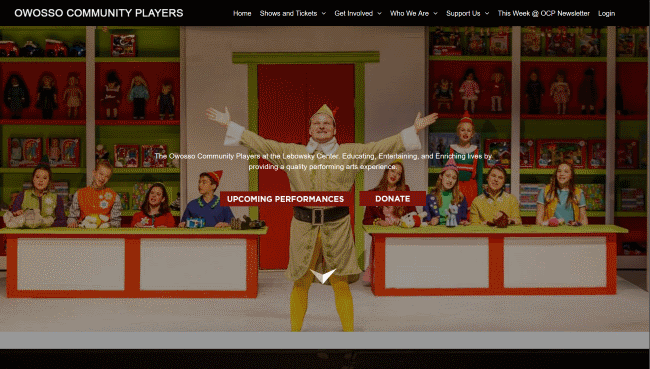 OWOSSO COMMUNITY PLAYERS
Home Shows and Tickets Get Involved Who We Are Support Us This Week @ OCP Newsletter Login
The Owosso Community Players at the Lebowsky Center. Educating, Entertaining, and Enriching lives by
providing a quality performing arts experience.
UPCOMING PERFORMANCES DONATE